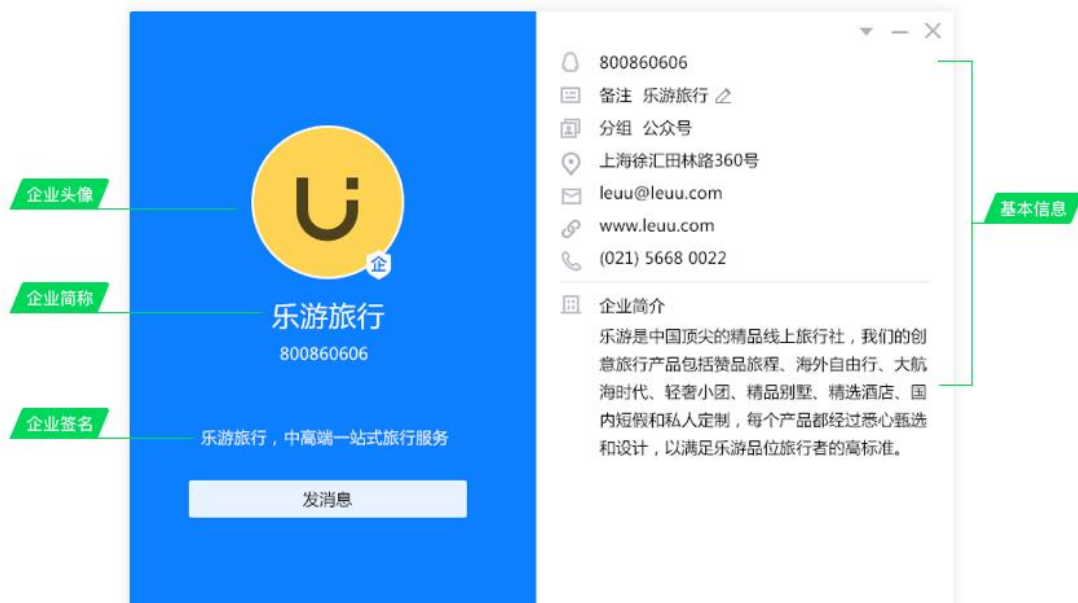 企业头像
企业简称
企业签名
企
乐游旅行
800860606
乐游旅行，中高端一站式旅行服务
发消息
800860606
备注 乐游旅行
分组 公众号
上海徐汇田林路360号
leuu@leuu.com
www.leuu.com
(021) 5668 0022
企业简介
乐游是中国顶尖的精品线上旅行社，我们的创
意旅行产品包括赞品旅程、海外自由行、大航
海时代、轻奢小团、精品别墅、精选酒店、国
内短假和私人定制，每个产品都经过悉心甄选
和设计，以满足乐游品位旅行者的高标准。
基本信息